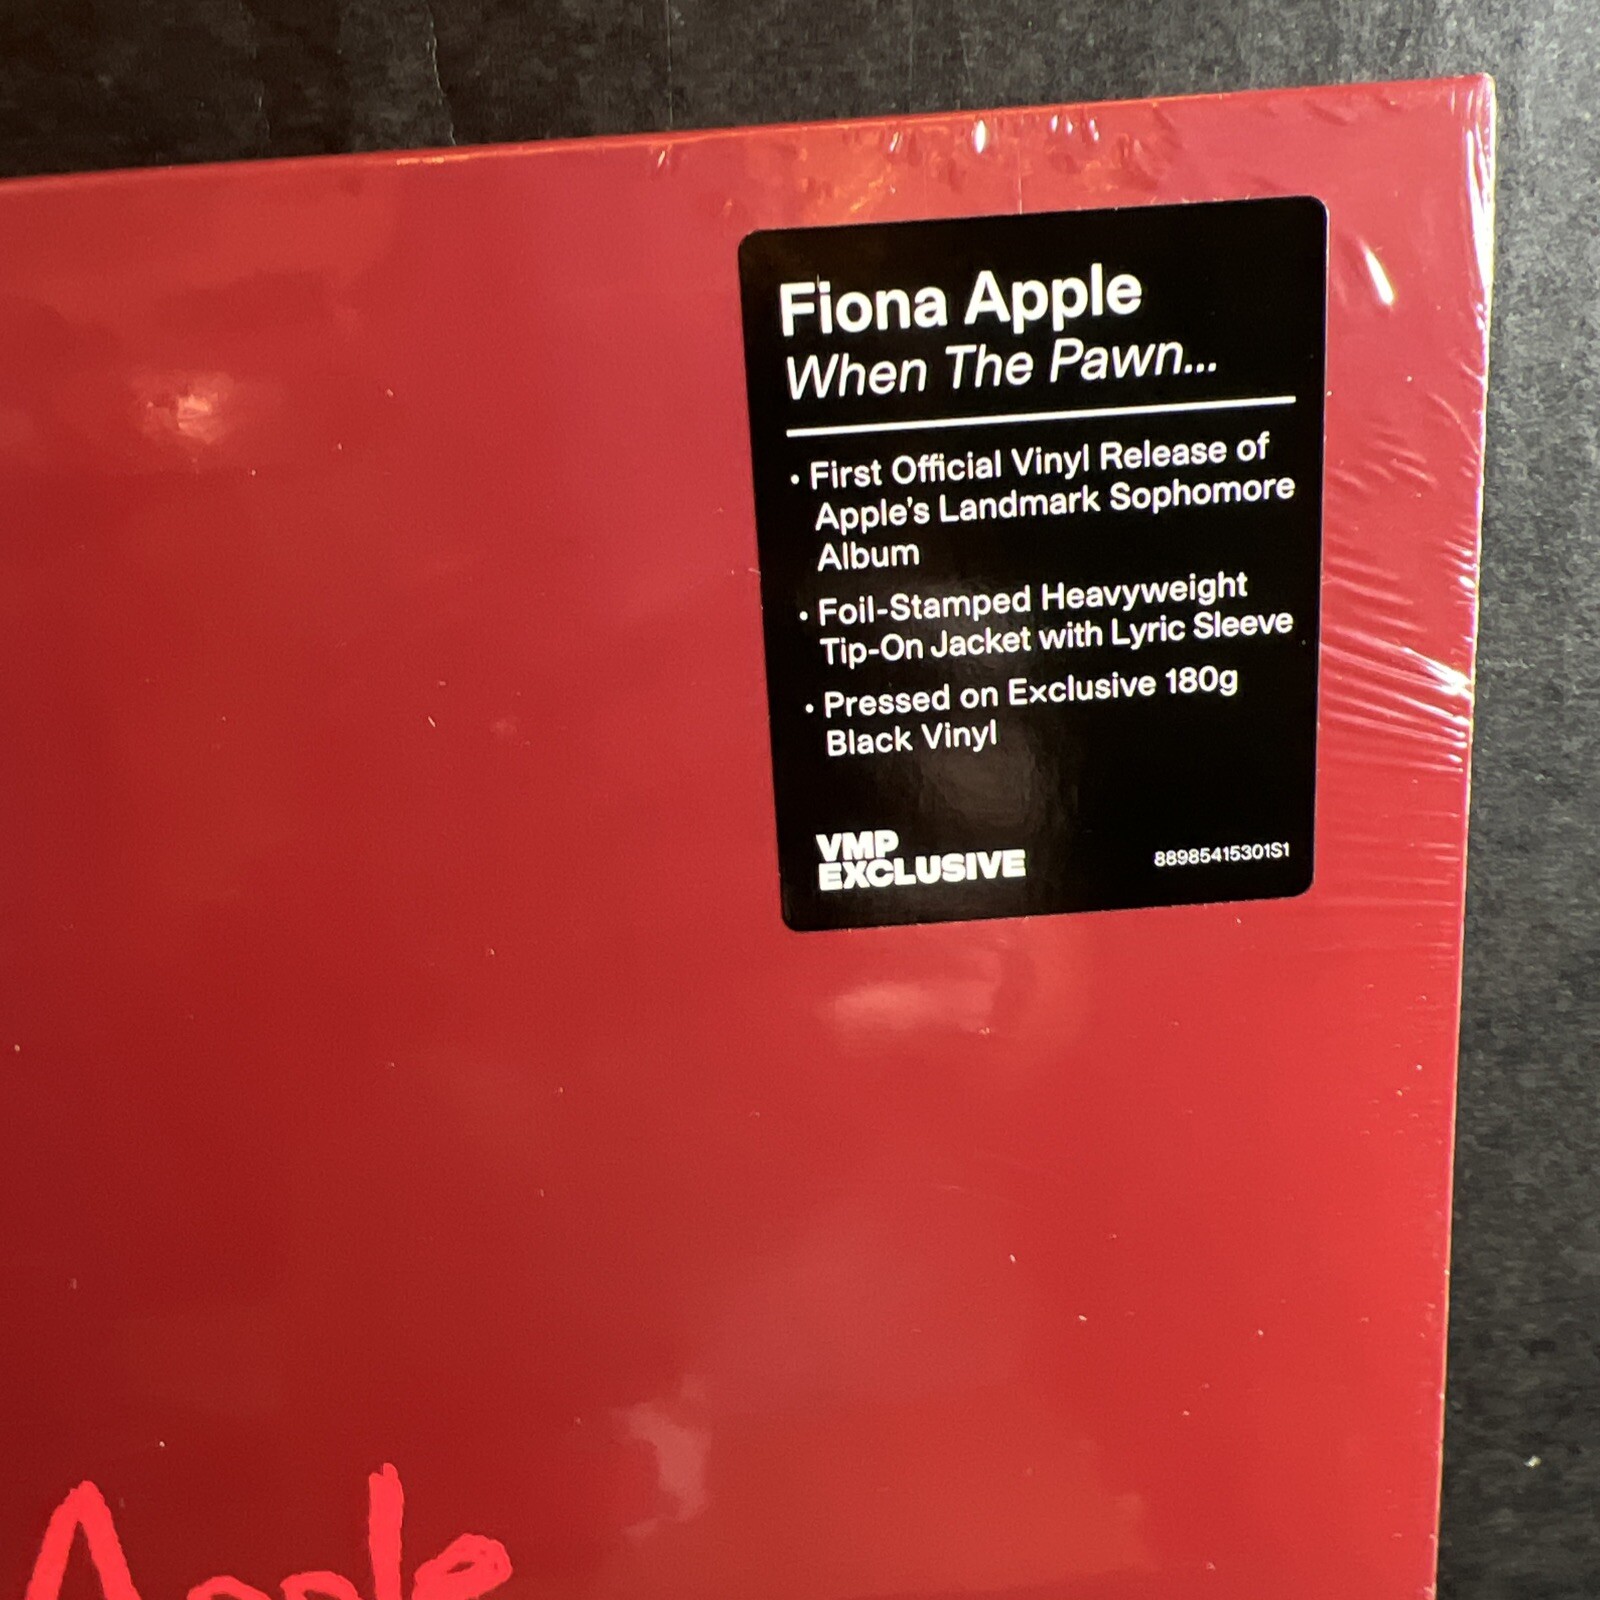 Fiona Apple
When The Pawn...
• First Official Vinyl Release of
Apple's Landmark Sophomore
Album
• Foil-Stamped Heavyweight
Tip-On Jacket with Lyric Sleeve
• Pressed on Exclusive 180g
Black Vinyl
VMP
EXCLUSIVE
88985415301S1
Apple